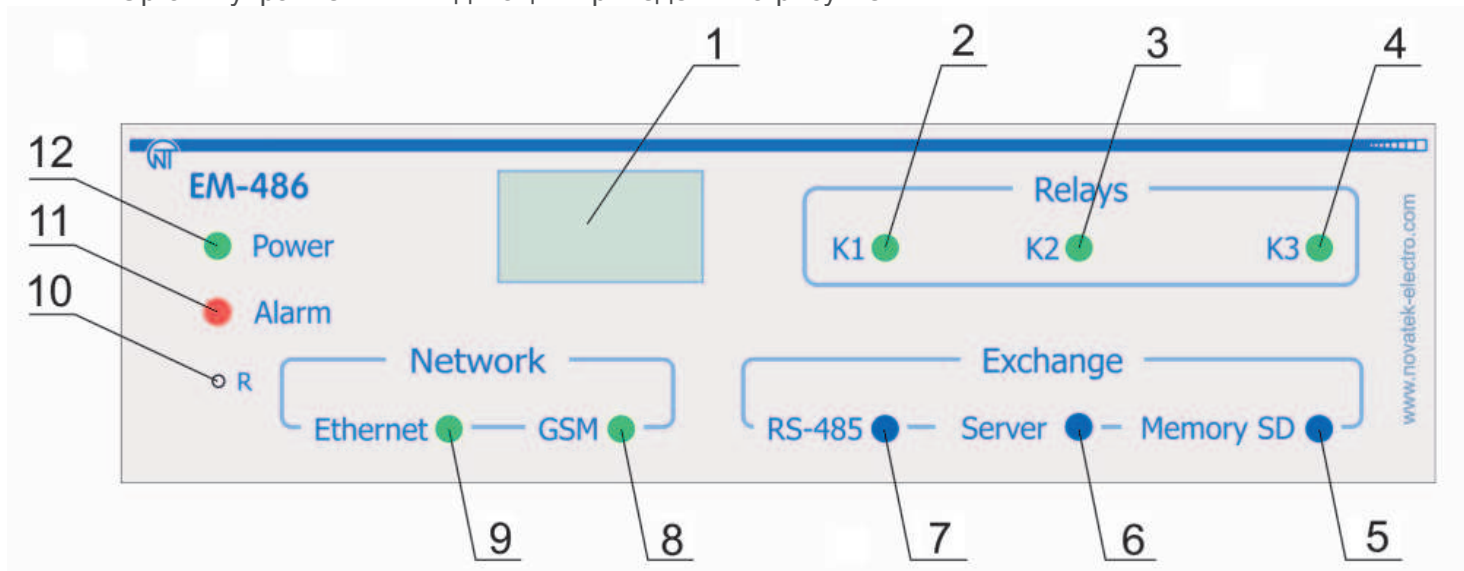 1 2 3 4
NT
12
EM-486
Relays
11
Power
K1 K2 K3
10
Alarm
R
Network
Exchange
Ethernet GSM
RS-485 Server Memory SD
www.novatek-electro.com
9 8 7 6 5